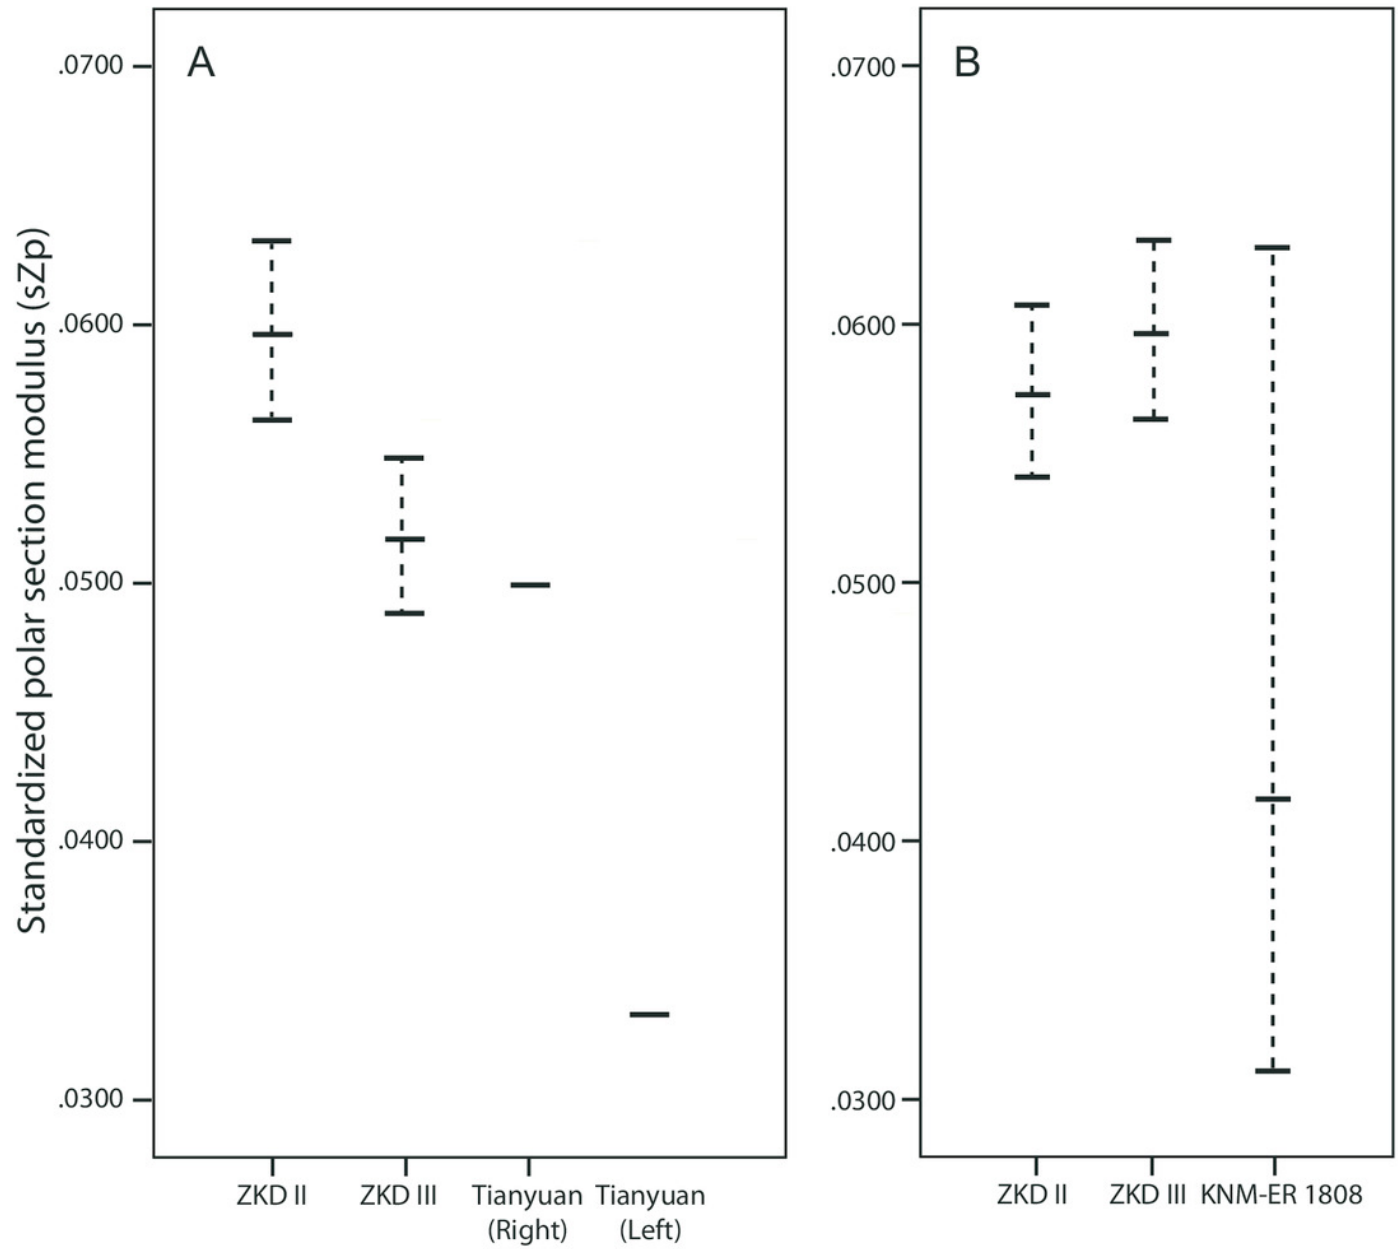 Standardized polar section modulus (sZp)
A
.0700
.0600
.0500
.0400
.0300
ZKD II
ZKD III
Tianyuan
(Right)
Tianyuan
(Left)
B
.0700
.0600
.0500
.0400
.0300
ZKD II
ZKD III
KNM-ER 1808